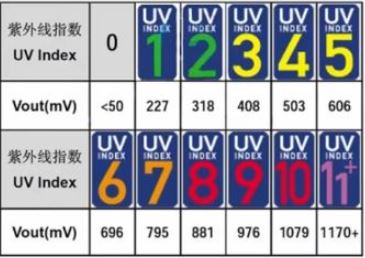 紫外线指数 UV Index 0 UV INDEX 1 UV INDEX 2 UV INDEX 3 UV INDEX 4 UV INDEX 5
Vout(mV) <50 227 318 408 503 606
紫外线指数 UV Index UV INDEX 6 UV INDEX 7 UV INDEX 8 UV INDEX 9 UV INDEX 10 UV INDEX 11+
Vout(mV) 696 795 881 976 1079 1170+